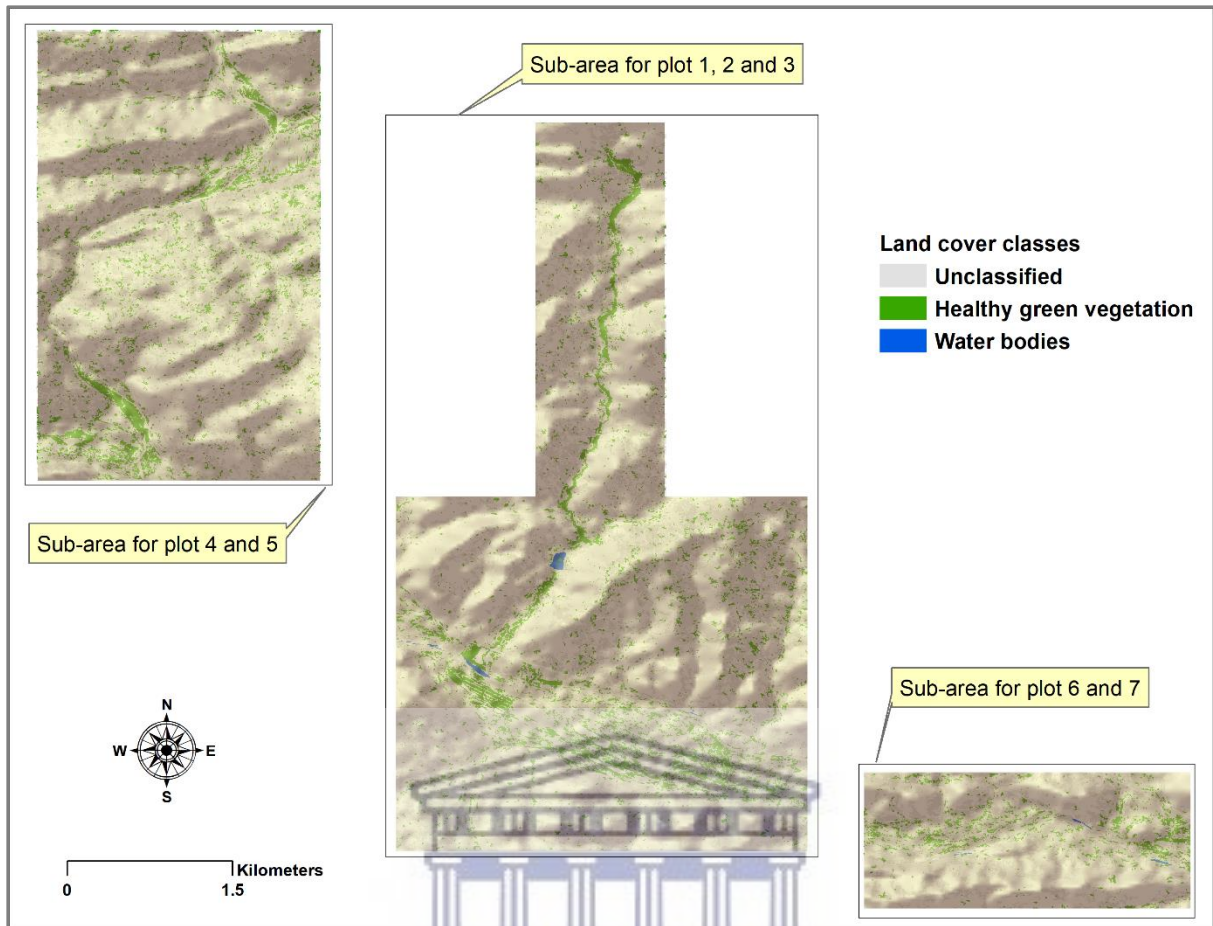 Sub-area for plot 1, 2 and 3
Land cover classes
Unclassified
Healthy green vegetation
Water bodies
Sub-area for plot 4 and 5
Sub-area for plot 6 and 7
N
W E
S
Kilometers
0 1.5